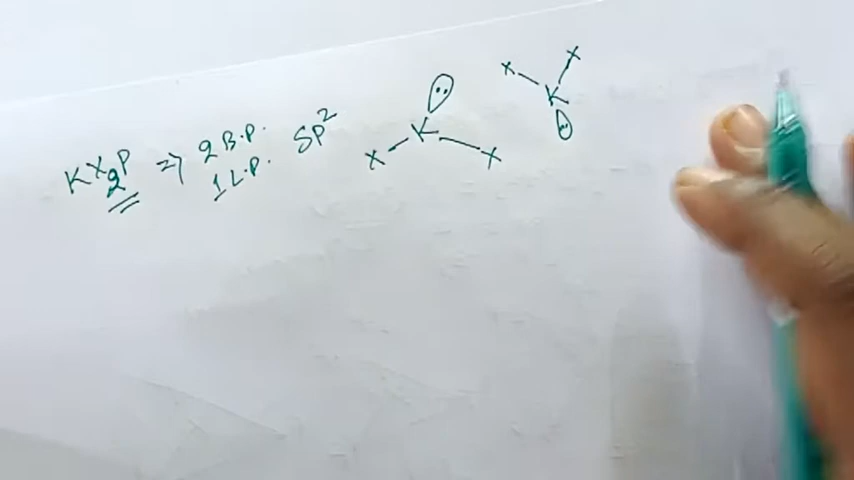 KX2P => 2 B.P. SP²
1 L.P.
K
X X
X X
K